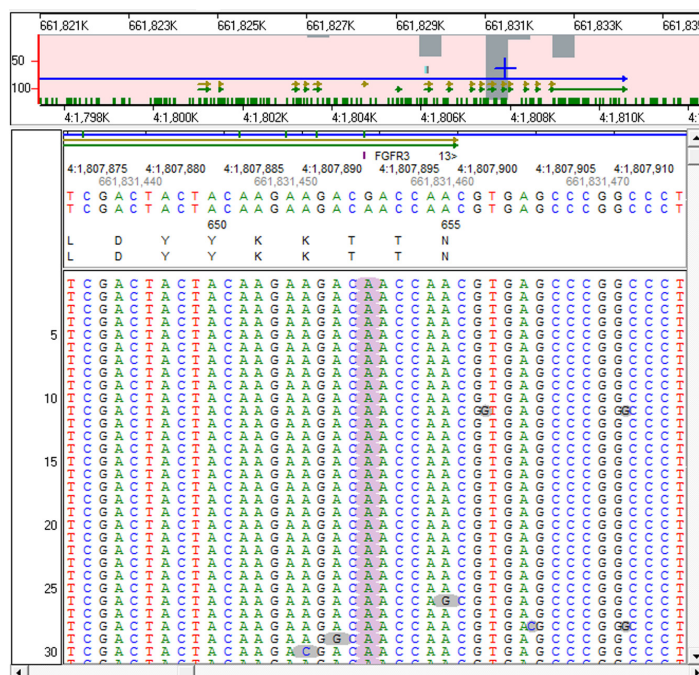 661,821K 661,823K 661,825K 661,827K 661,829K 661,831K 661,833K 661,835
50
100
4:1,798K 4:1,800K 4:1,802K 4:1,804K 4:1,806K 4:1,808K 4:1,810K
FGFR3 13>
4:1,807,875 4:1,807,880 4:1,807,885 4:1,807,890 4:1,807,895 4:1,807,900 4:1,807,905 4:1,807,910
661,831,440 661,831,450 661,831,460 661,831,470
T C G A C T A C T A C A A G A A G A C G A C C A A C G T G A G C C C G G C C C T
T C G A C T A C T A C A A G A A G A C A A C C A A C G T G A G C C C G G C C C T
650 655
L D Y Y K K T T N
L D Y Y K K T T N
T C G A C T A C T A C A A G A A G A C A A C C A A C G T G A G C C C G G C C C T
T C G A C T A C T A C A A G A A G A C A A C C A A C G T G A G C C C G G C C C T
T C G A C T A C T A C A A G A A G A C A A C C A A C G T G A G C C C G G C C C T
T C G A C T A C T A C A A G A A G A C A A C C A A C G T G A G C C C G G C C C T
5 T C G A C T A C T A C A A G A A G A C A A C C A A C G T G A G C C C G G C C C T
T C G A C T A C T A C A A G A A G A C A A C C A A C G T G A G C C C G G C C C T
T C G A C T A C T A C A A G A A G A C A A C C A A C G T G A G C C C G G C C C T
T C G A C T A C T A C A A G A A G A C A A C C A A C G T G A G C C C G G C C C T
T C G A C T A C T A C A A G A A G A C A A C C A A C G T G A G C C C G G C C C T
10 T C G A C T A C T A C A A G A A G A C A A C C A A C G T G A G C C C G G C C C T
T C G A C T A C T A C A A G A A G A C A A C C A A C G G T G A G C C C G G G C C C T
T C G A C T A C T A C A A G A A G A C A A C C A A C G T G A G C C C G G C C C T
T C G A C T A C T A C A A G A A G A C A A C C A A C G T G A G C C C G G C C C T
T C G A C T A C T A C A A G A A G A C A A C C A A C G T G A G C C C G G C C C T
15 T C G A C T A C T A C A A G A A G A C A A C C A A C G T G A G C C C G G C C C T
T C G A C T A C T A C A A G A A G A C A A C C A A C G T G A G C C C G G C C C T
T C G A C T A C T A C A A G A A G A C A A C C A A C G T G A G C C C G G C C C T
T C G A C T A C T A C A A G A A G A C A A C C A A C G T G A G C C C G G C C C T
T C G A C T A C T A C A A G A A G A C A A C C A A C G T G A G C C C G G C C C T
20 T C G A C T A C T A C A A G A A G A C A A C C A A C G T G A G C C C G G C C C T
T C G A C T A C T A C A A G A A G A C A A C C A A C G T G A G C C C G G C C C T
T C G A C T A C T A C A A G A A G A C A A C C A A C G T G A G C C C G G C C C T
T C G A C T A C T A C A A G A A G A C A A C C A A C G T G A G C C C G G C C C T
T C G A C T A C T A C A A G A A G A C A A C C A A C G T G A G C C C G G C C C T
25 T C G A C T A C T A C A A G A A G A C A A C C A A C G T G A G C C C G G C C C T
T C G A C T A C T A C A A G A A G A C A A C C A G C G T G A G C C C G G C C C T
T C G A C T A C T A C A A G A A G A C A A C C A A C G T G A G C C C G G C C C T
T C G A C T A C T A C A A G A A G A C A A C C A A C G T G A C G C C C G G G C C C T
T C G A C T A C T A C A A G A A G G C A A C C A A C G T G A G C C C G G C C C T
30 T C G A C T A C T A C A A G A C G A C A A C C A A C G T G A G C C C G G C C C T